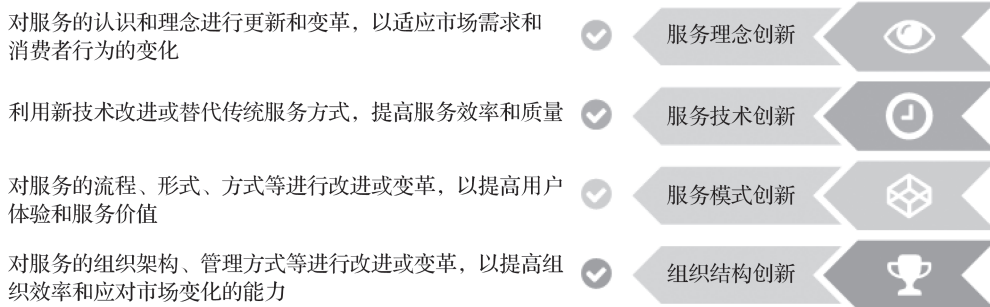 对服务的认识和理念进行更新和变革，以适应市场需求和
消费者行为的变化
服务理念创新
利用新技术改进或替代传统服务方式，提高服务效率和质量
服务技术创新
对服务的流程、形式、方式等进行改进或变革，以提高用户
体验和服务价值
服务模式创新
对服务的组织架构、管理方式等进行改进或变革，以提高组
织效率和应对市场变化的能力
组织结构创新